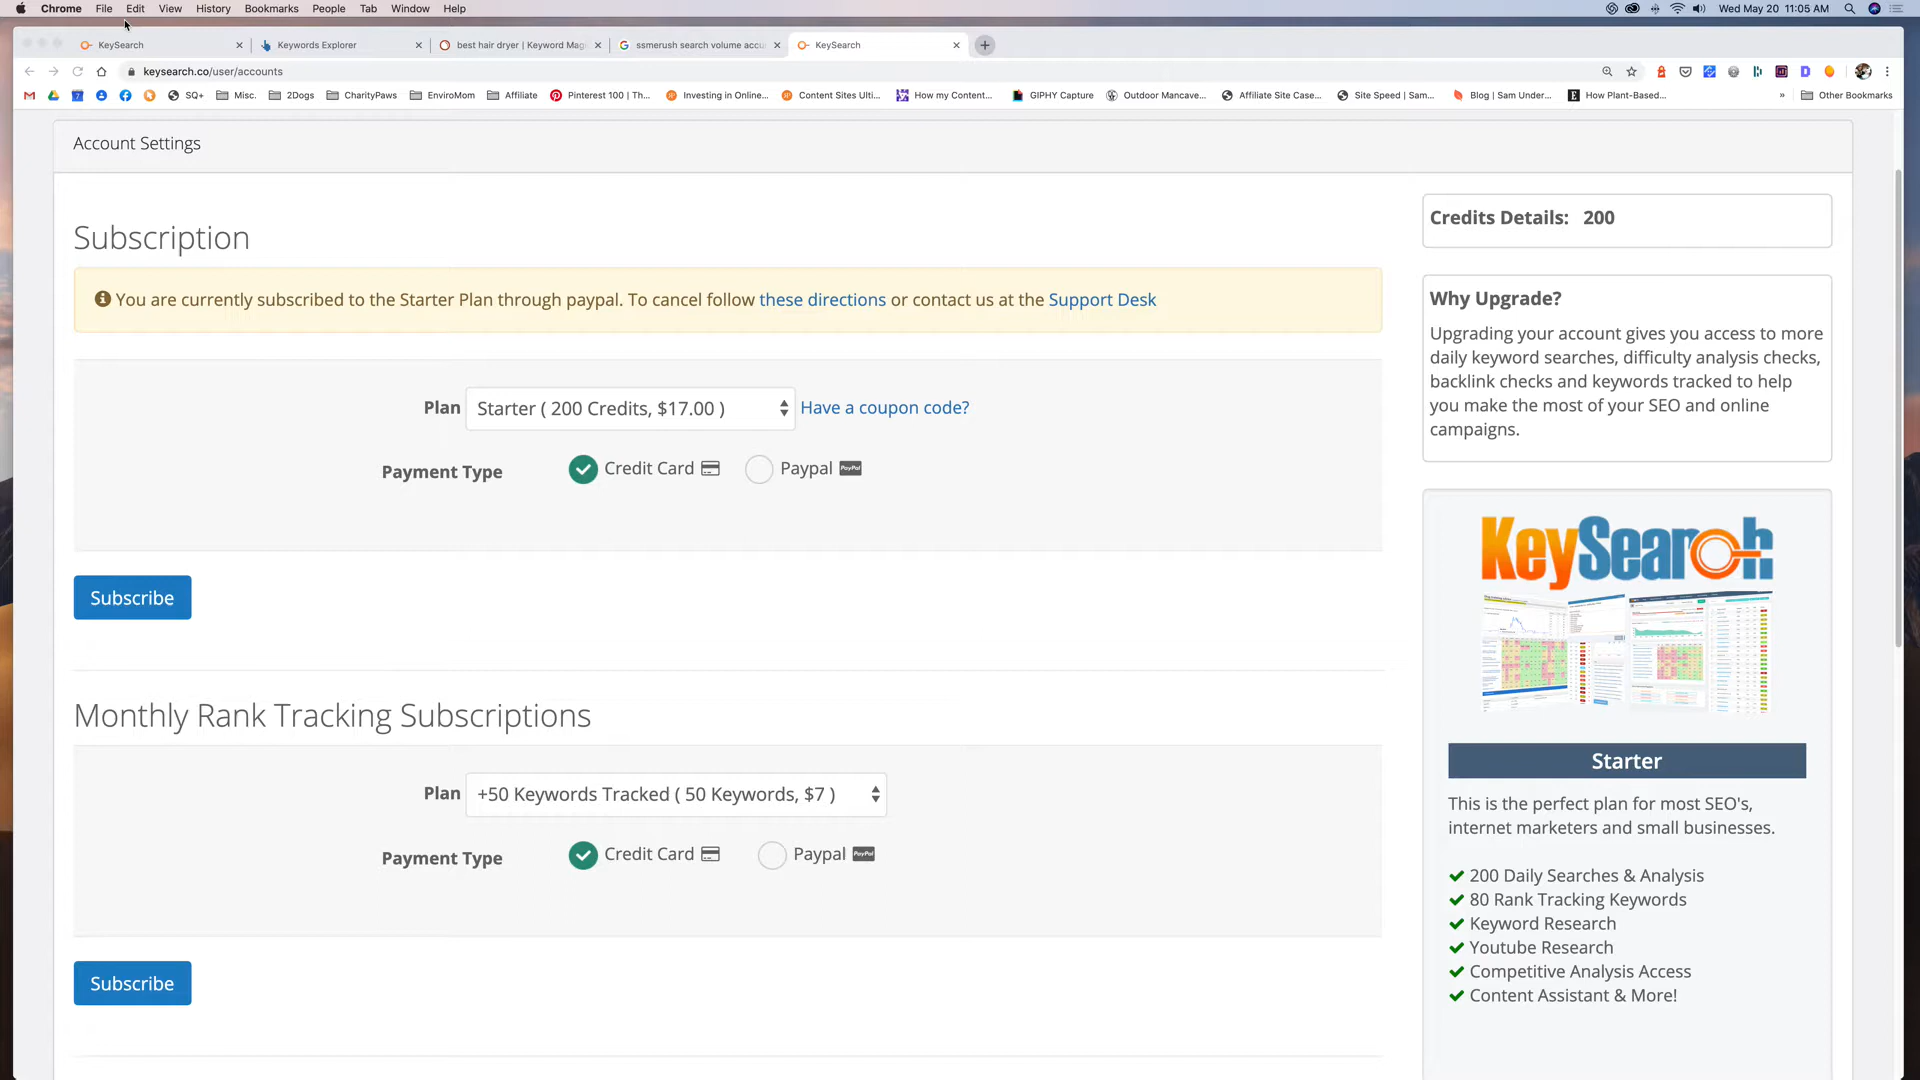 Chrome File Edit View History Bookmarks People Tab Window Help
Wed May 20 11:05 AM
KeySearch
Keywords Explorer
best hair dryer | Keyword Mag
ssmerush search volume accu
KeySearch
keysearch.co/user/accounts
SQ+
Misc.
2Dogs
CharityPaws
EnviroMom
Affiliate
Pinterest 100 | Th...
Investing in Online...
Content Sites Ulti...
How my Content...
GIPHY Capture
Outdoor Mancave...
Affiliate Site Case...
Site Speed | Sam...
Blog | Sam Under...
How Plant-Based...
»
Other Bookmarks
Account Settings
Subscription
You are currently subscribed to the Starter Plan through paypal. To cancel follow these directions or contact us at the Support Desk
Plan
Starter ( 200 Credits, $17.00 )
Have a coupon code?
Payment Type
Credit Card
Paypal
PayPal
Subscribe
Monthly Rank Tracking Subscriptions
Plan
+50 Keywords Tracked ( 50 Keywords, $7 )
Payment Type
Credit Card
Paypal
PayPal
Subscribe
Credits Details: 200
Why Upgrade?
Upgrading your account gives you access to more
daily keyword searches, difficulty analysis checks,
backlink checks and keywords tracked to help
you make the most of your SEO and online
campaigns.
KeySearch
Starter
This is the perfect plan for most SEO's,
internet marketers and small businesses.
200 Daily Searches & Analysis
80 Rank Tracking Keywords
Keyword Research
Youtube Research
Competitive Analysis Access
Content Assistant & More!